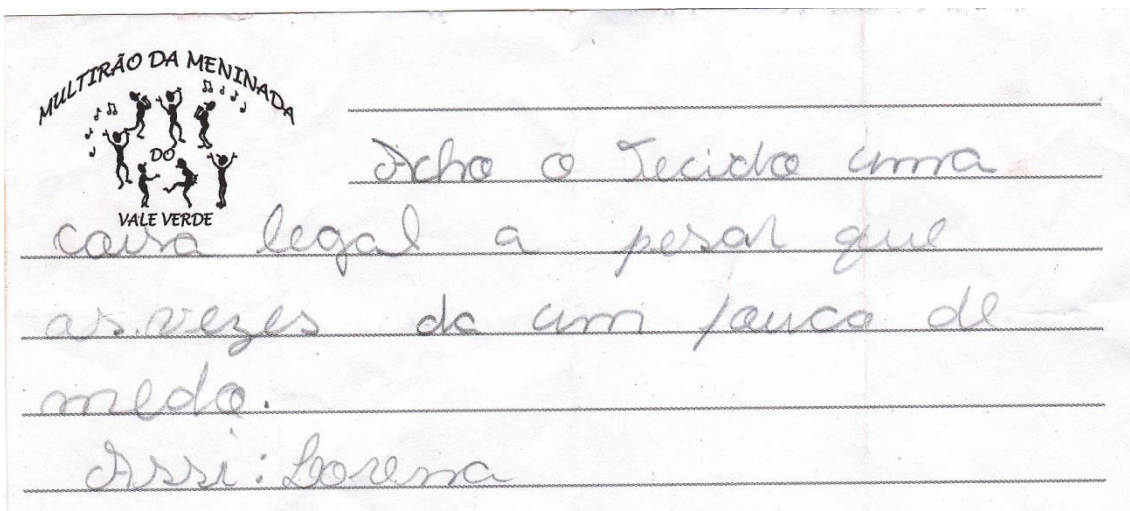 MULTIRÃO DA MENINADA
DO
VALE VERDE
Acho o Tecido uma
coisa legal a pesar que
as vezes da um pouco de
medo.
Assi: Lorena